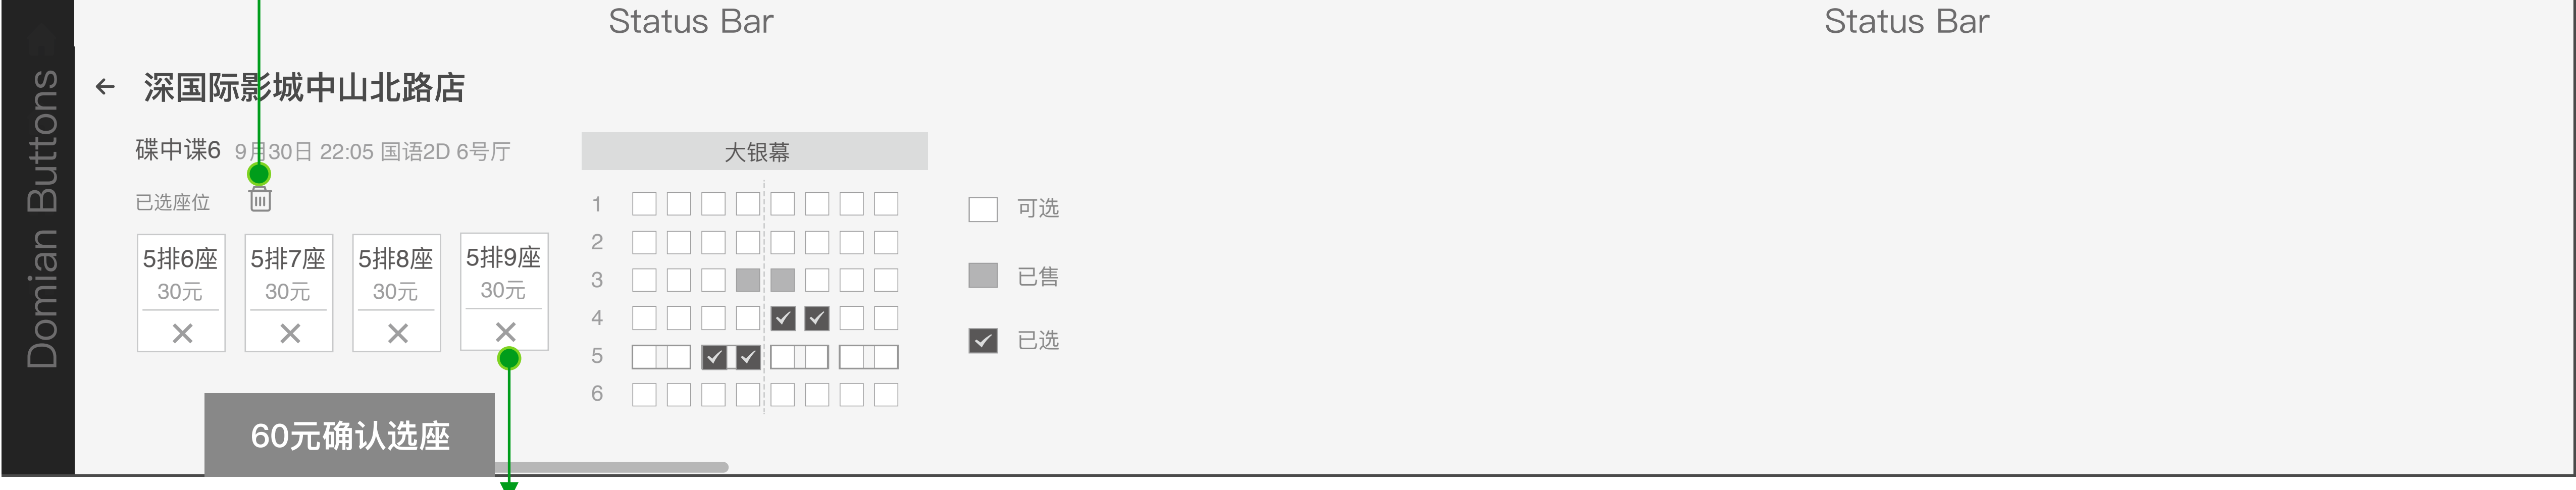 Status Bar
Status Bar
Domian Buttons
深国际影城中山北路店
碟中谍6 9月30日 22:05 国语2D 6号厅
已选座位
5排6座 5排7座 5排8座 5排9座
30元 30元 30元 30元
60元确认选座
大银幕
1
2
3
4
5
6
可选
已售
已选